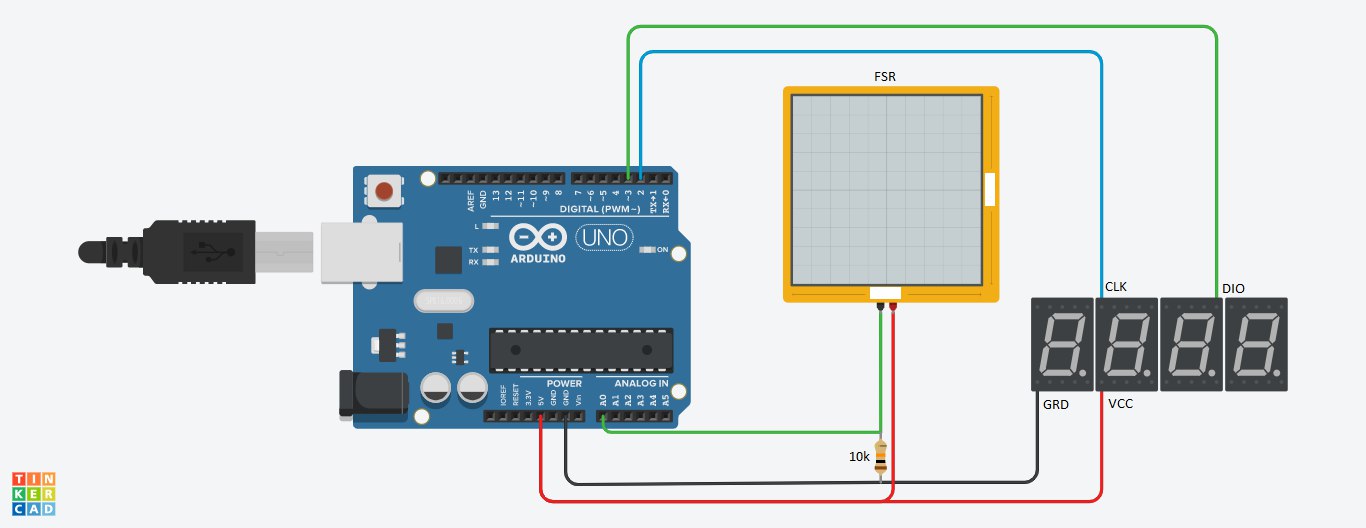 FSR
AREF
GND
13
12
~11
~10
~9
8
7
~6
~5
4
~3
2
TX→1
RX←0
DIGITAL (PWM~)
L
TX
RX
UNO
ON
ARDUINO
CLK
DIO
POWER
ANALOG IN
IOREF
RESET
3.3V
5V
GND
GND
Vin
A0
A1
A2
A3
A4
A5
GRD
VCC
10k
TIN
KER
CAD